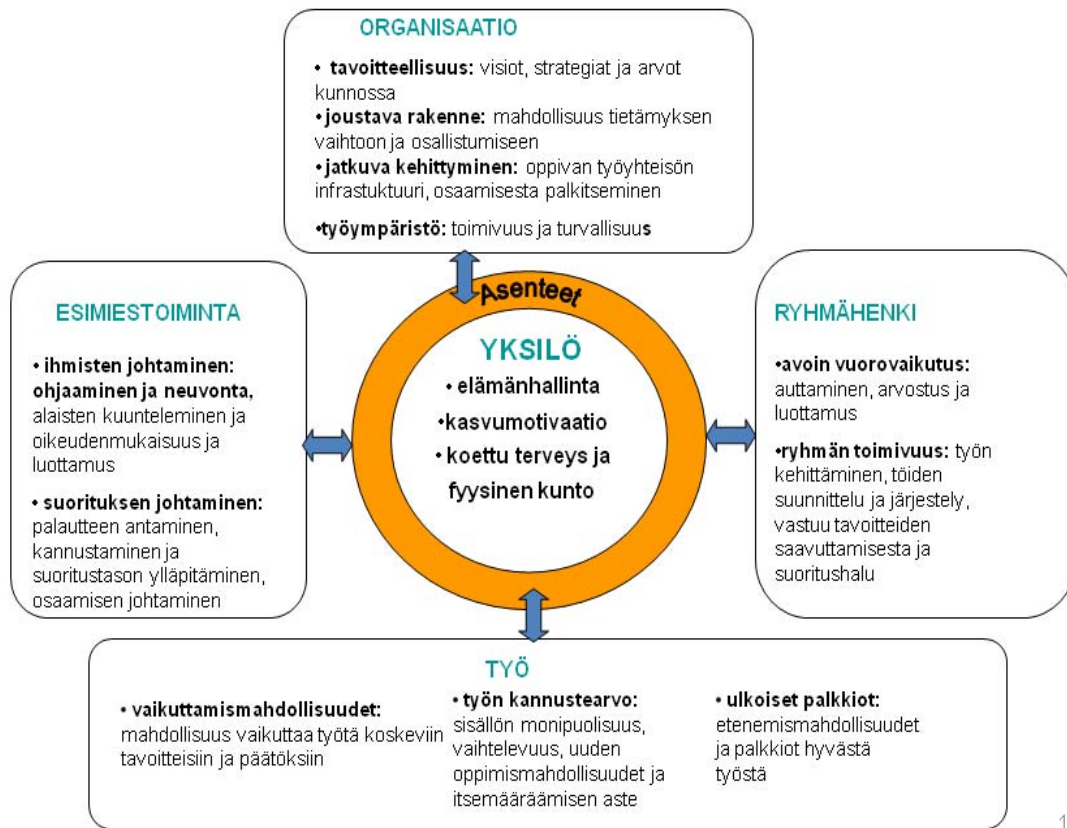 ORGANISAATIO
• tavoitteellisuus: visiot, strategiat ja arvot
kunnossa
•joustava rakenne: mahdollisuus tietämyksen
vaihtoon ja osallistumiseen
•jatkuva kehittyminen: oppivan työyhteisön
infrastuktuuri, osaamisesta palkitseminen
•työympäristö: toimivuus ja turvallisuus
ESIMIESTOIMINTA
• ihmisten johtaminen:
ohjaaminen ja neuvonta,
alaisten kuunteleminen ja
oikeudenmukaisuus ja
luottamus
• suorituksen johtaminen:
palautteen antaminen,
kannustaminen ja
suoritustason ylläpitäminen,
osaamisen johtaminen
Asenteet
YKSILÖ
• elämänhallinta
•kasvumotivaatio
• koettu terveys ja
fyysinen kunto
RYHMÄHENKI
•avoin vuorovaikutus:
auttaminen, arvostus ja
luottamus
•ryhmän toimivuus: työn
kehittäminen, töiden
suunnittelu ja järjestely,
vastuu tavoitteiden
saavuttamisesta ja
suoritushalu
TYÖ
• vaikuttamismahdollisuudet:
mahdollisuus vaikuttaa työtä koskeviin
tavoitteisiin ja päätöksiin
• työn kannustearvo:
sisällön monipuolisuus,
vaihtelevuus, uuden
oppimismahdollisuudet ja
itsemääräämisen aste
• ulkoiset palkkiot:
etenemismahdollisuudet
ja palkkiot hyvästä
työstä
1